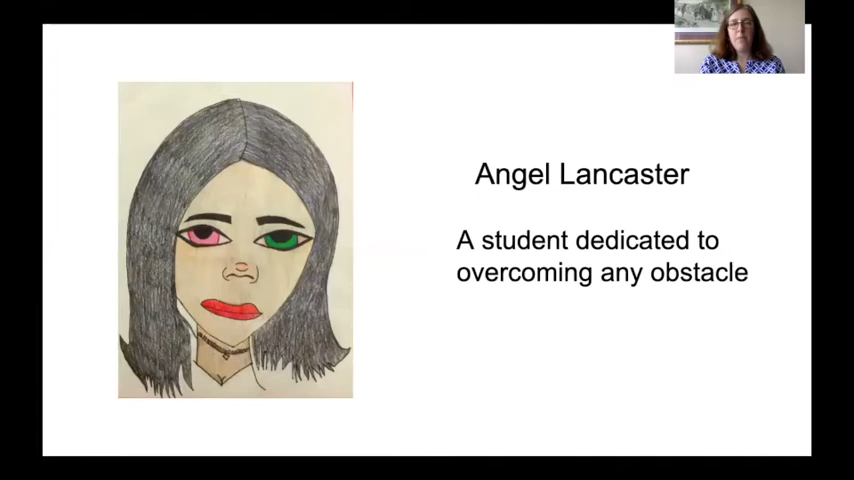 Angel Lancaster
A student dedicated to
overcoming any obstacle